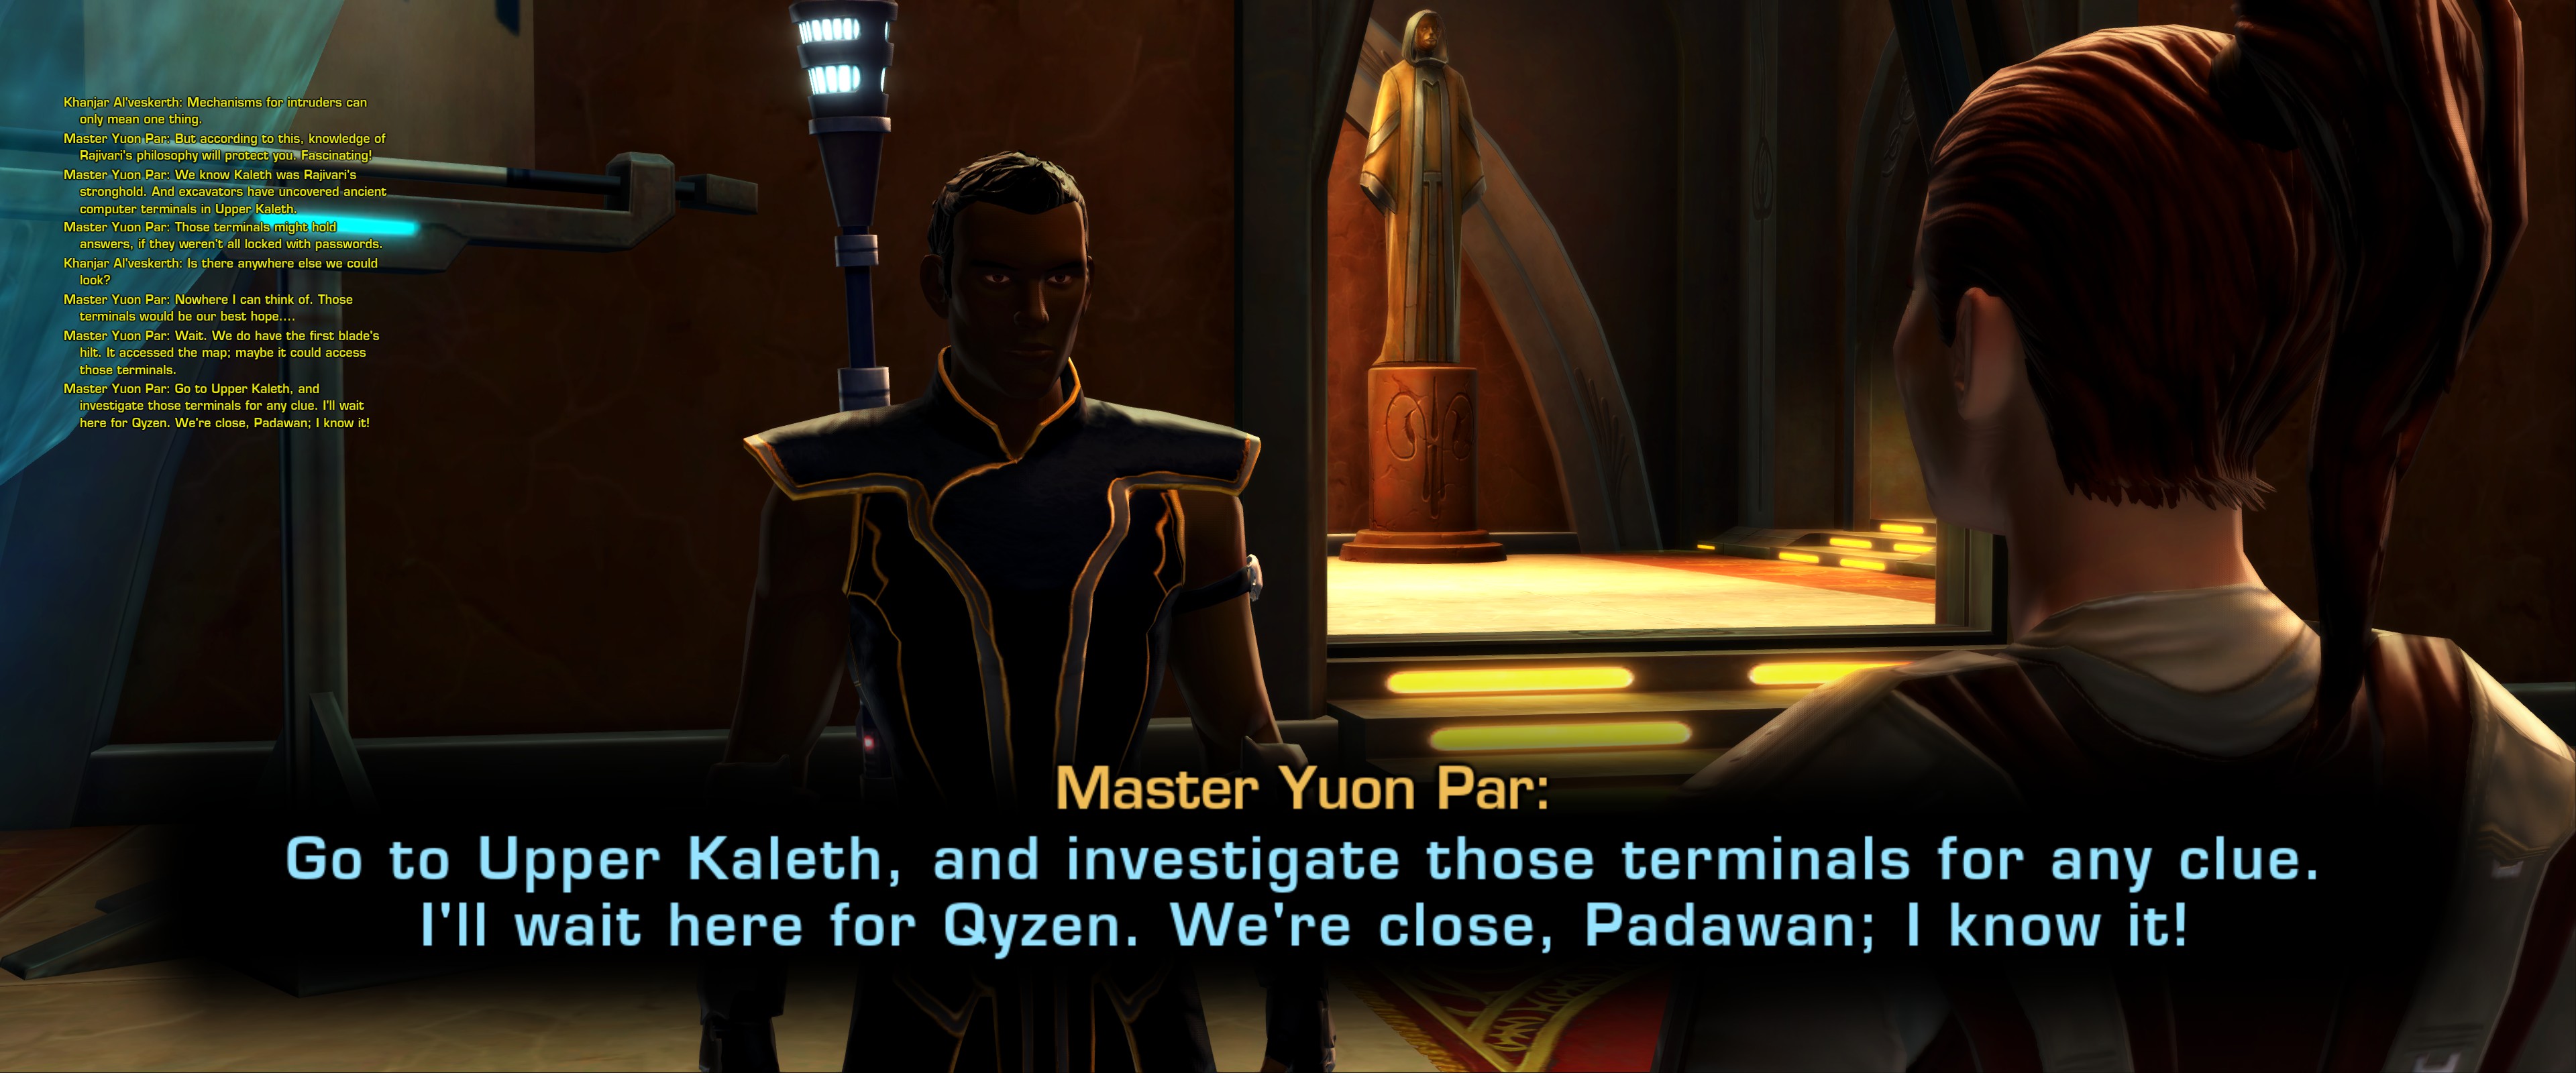 Khanjar Al'veskerth: Mechanisms for intruders can
only mean one thing.
Master Yuon Par: But according to this, knowledge of
Rajivari's philosophy will protect you. Fascinating!
Master Yuon Par: We know Kaleth was Rajivari's
stronghold. And excavators have uncovered ancient
computer terminals in Upper Kaleth.
Master Yuon Par: Those terminals might hold
answers, if they weren't all locked with passwords.
Khanjar Al'veskerth: Is there anywhere else we could
look?
Master Yuon Par: Nowhere I can think of. Those
terminals would be our best hope....
Master Yuon Par: Wait. We do have the first blade's
hilt. It accessed the map; maybe it could access
those terminals.
Master Yuon Par: Go to Upper Kaleth, and
investigate those terminals for any clue. I'll wait
here for Qyzen. We're close, Padawan; I know it!
Master Yuon Par:
Go to Upper Kaleth, and investigate those terminals for any clue.
I'll wait here for Qyzen. We're close, Padawan; I know it!